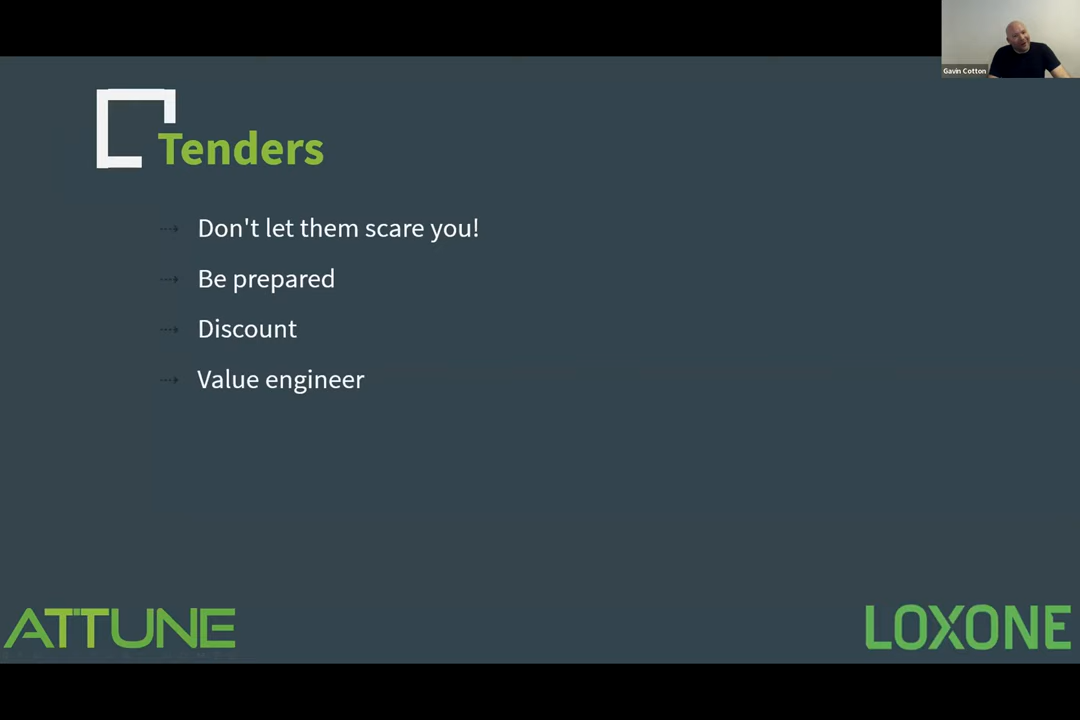 Gavin Cotton
Tenders
Don't let them scare you!
Be prepared
Discount
Value engineer
ATTUNE
LOXONE